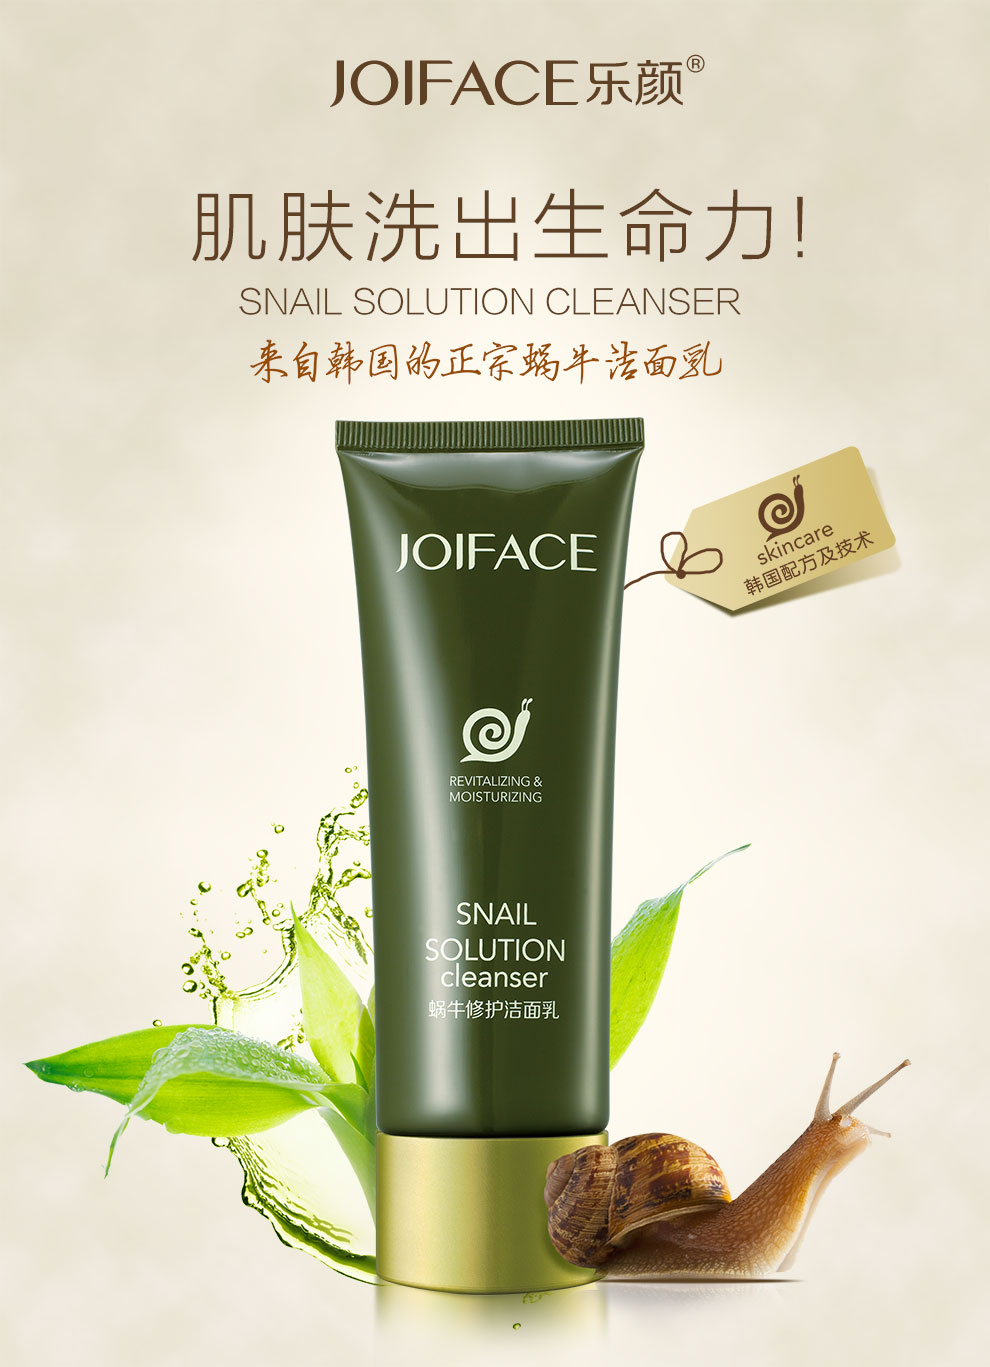 JOIFACE乐颜®
肌肤洗出生命力!
SNAIL SOLUTION CLEANSER
来自韩国的正宗蜗牛洁面乳
JOIFACE
skincare
韩国配方及技术
REVITALIZING &
MOISTURIZING
SNAIL
SOLUTION
cleanser
蜗牛修护洁面乳